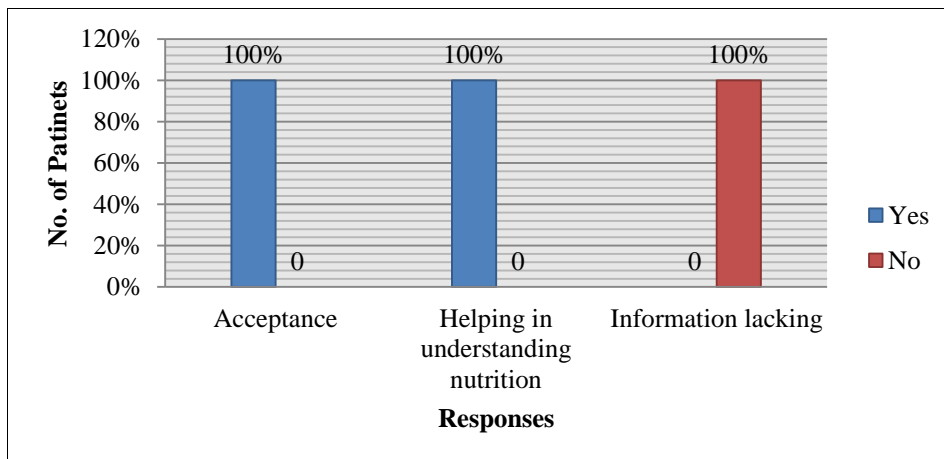 120%
100%
80%
60%
40%
20%
0%
No. of Patinets
100%
0
100%
0
0
100%
Acceptance
Helping in
understanding
nutrition
Information lacking
Responses
Yes
No